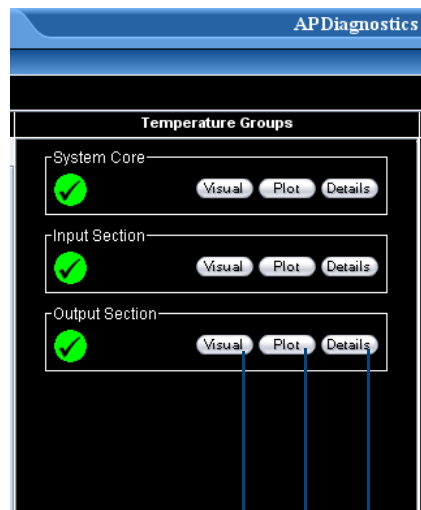 APDiagnostics
Temperature Groups
System Core
Visual Plot Details
Input Section
Visual Plot Details
Output Section
Visual Plot Details